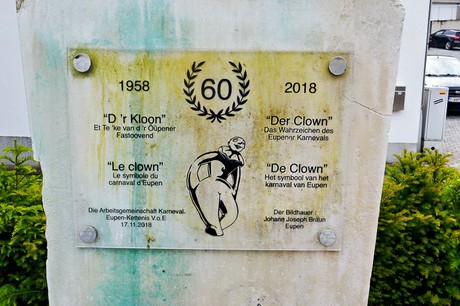 1958
60
2018
"D 'r Kloon"
Et Te 'ke van d 'r Öüpener
Fastoovend
"Der Clown"
Das Wahrzeichen des
Eupener Karnevals
"Le clown"
Le symbole du
carnaval d'Eupen
"De Clown"
Het symbool van het
karnaval van Eupen
Die Arbeitsgemeinschaft Karneval
Eupen-Kettenis V.o.E
17.11.2018
Der Bildhauer :
Johann Joseph Braun
Eupen